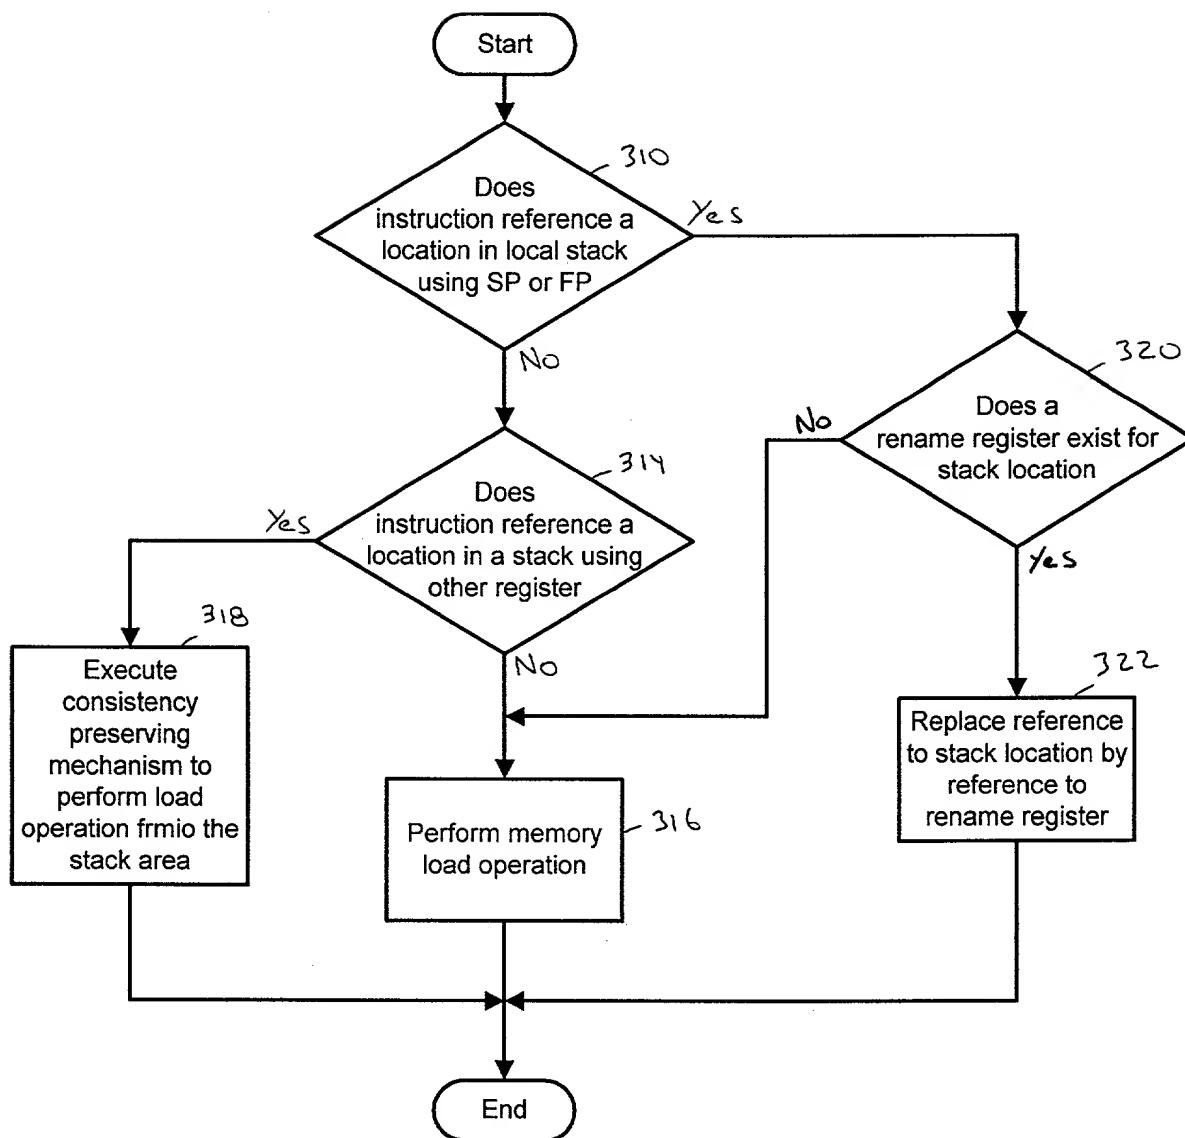 Start
310
Does
instruction reference a
location in local stack
using SP or FP
Yes
No
320
Does a
rename register exist for
stack location
No
Yes
314
Does
instruction reference a
location in a stack using
other register
Yes
No
318
Execute
consistency
preserving
mechanism to
perform load
operation frmio the
stack area
316
Perform memory
load operation
322
Replace reference
to stack location by
reference to
rename register
End